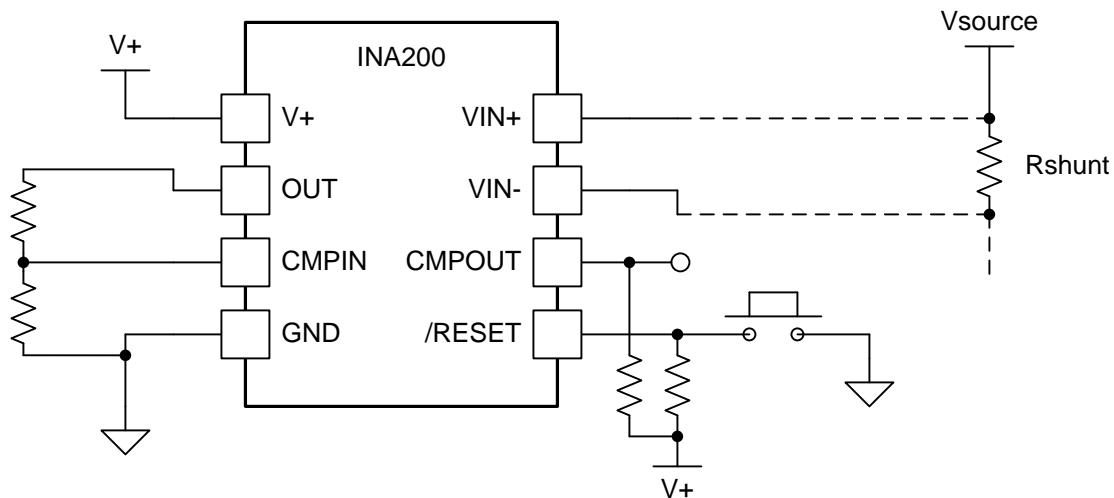 Vsource
V+
INA200
V+
VIN+
Rshunt
OUT
VIN-
CMPIN
CMPOUT
GND
/RESET
V+